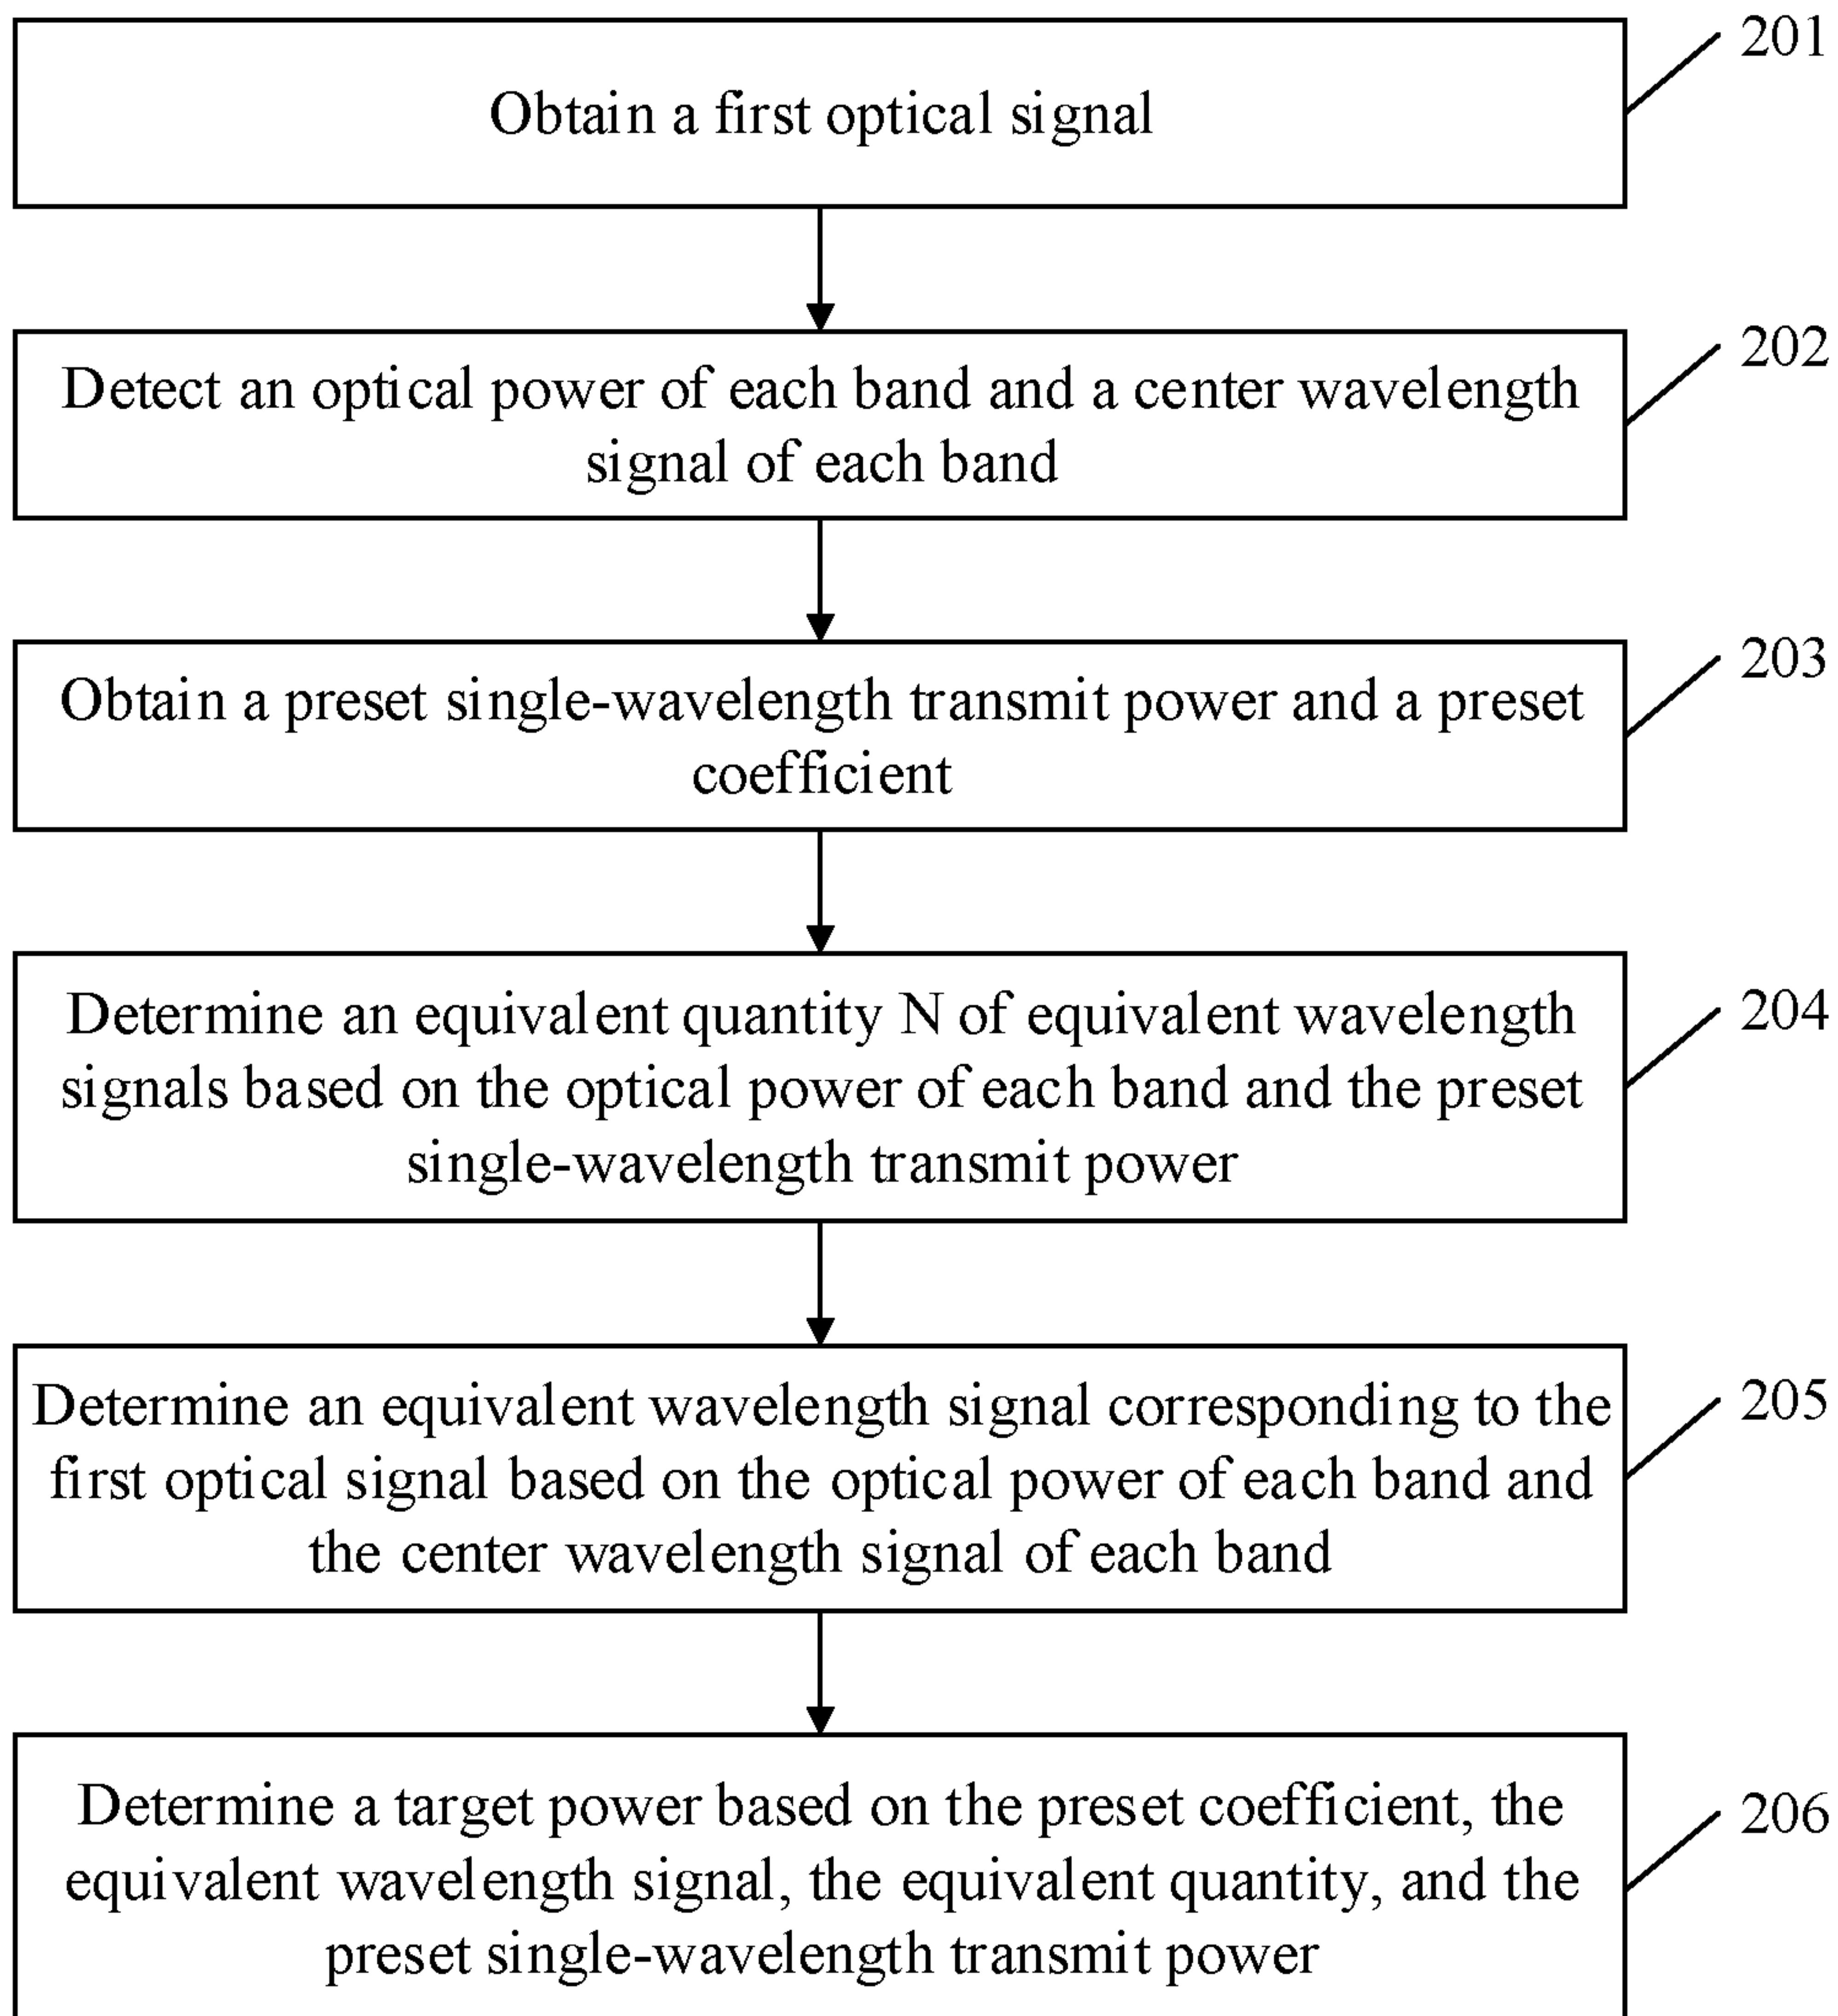 Obtain a first optical signal
201
Detect an optical power of each band and a center wavelength
signal of each band
202
Obtain a preset single-wavelength transmit power and a preset
coefficient
203
Determine an equivalent quantity N of equivalent wavelength
signals based on the optical power of each band and the preset
single-wavelength transmit power
204
Determine an equivalent wavelength signal corresponding to the
first optical signal based on the optical power of each band and
the center wavelength signal of each band
205
Determine a target power based on the preset coefficient, the
equivalent wavelength signal, the equivalent quantity, and the
preset single-wavelength transmit power
206